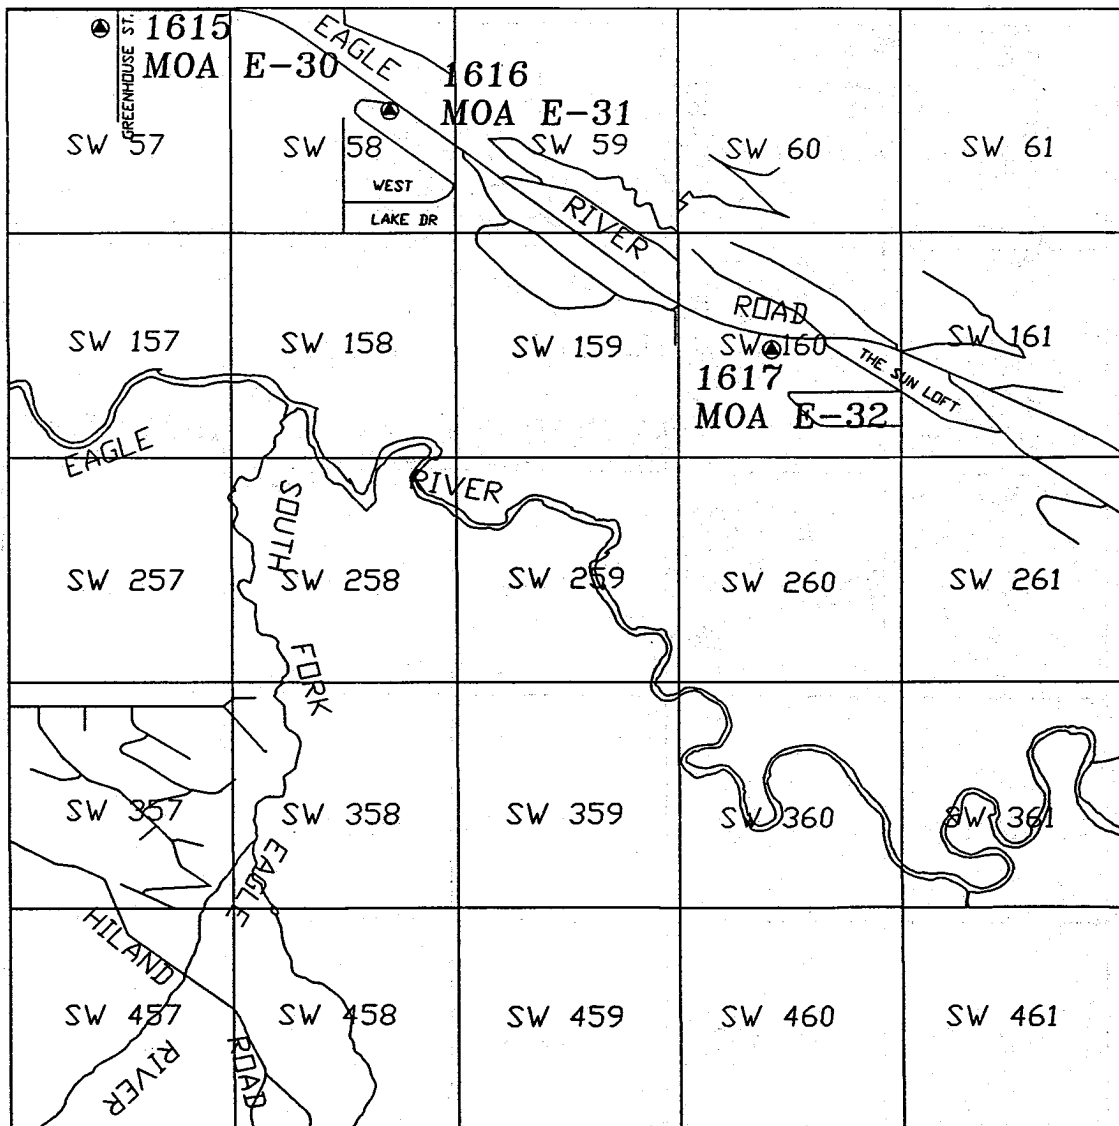 GREENHOUSE ST.
1615
MOA E-30
EAGLE
1616
MOA E-31
SW 57
SW 58
SW 59
SW 60
SW 61
WEST
LAKE DR
RIVER
ROAD
SW 157
SW 158
SW 159
SW 160
SW 161
THE SUN LOFT
1617
MOA E-32
EAGLE
RIVER
SOUTH
SW 257
SW 258
SW 259
SW 260
SW 261
FORK
SW 357
SW 358
SW 359
SW 360
SW 361
EAGLE
HILAND
SW 457
SW 458
SW 459
SW 460
SW 461
RIVER
ROAD